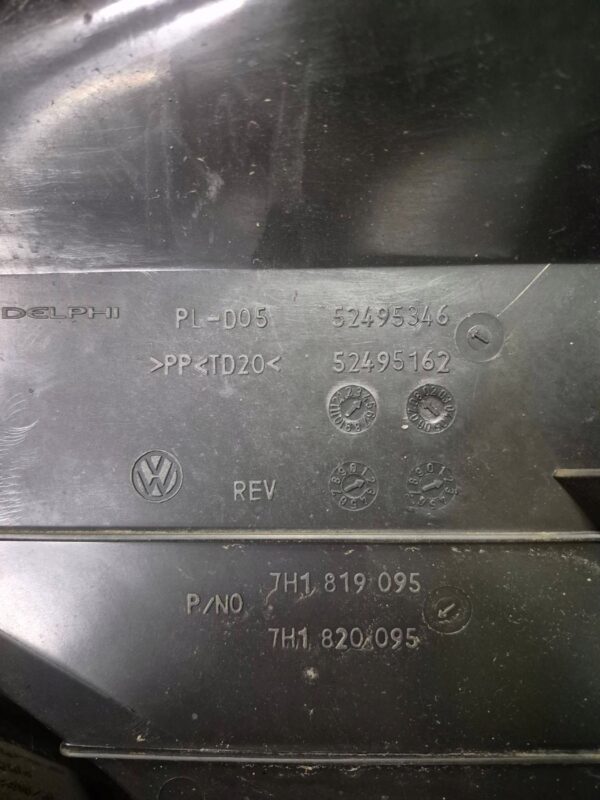 DELPHI PL-D05 52495346
>PP<TD20< 52495162
REV
7H1 819 095
P/NO
7H1 820 095